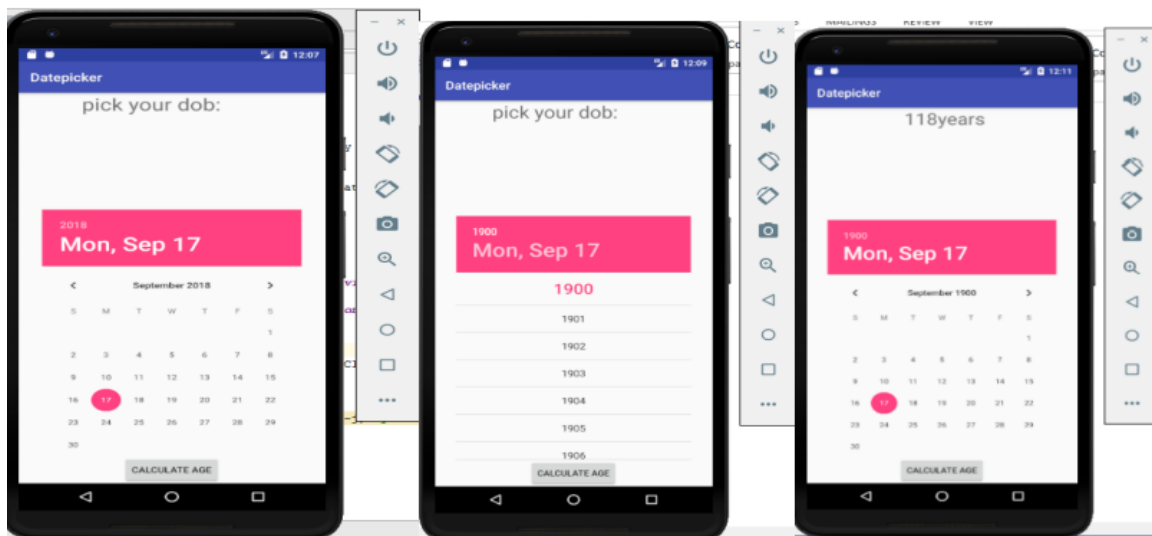 12:07
Datepicker
pick your dob:
2018
Mon, Sep 17
September 2018
S M T W T F S
1
2 3 4 5 6 7 8
9 10 11 12 13 14 15
16 17 18 19 20 21 22
23 24 25 26 27 28 29
30
CALCULATE AGE
12:09
Datepicker
pick your dob:
1900
Mon, Sep 17
1900
1901
1902
1903
1904
1905
1906
CALCULATE AGE
MAILINGS REVIEW VIEW
12:11
Datepicker
118years
1900
Mon, Sep 17
September 1900
S M T W T F S
1
2 3 4 5 6 7 8
9 10 11 12 13 14 15
16 17 18 19 20 21 22
23 24 25 26 27 28 29
30
CALCULATE AGE